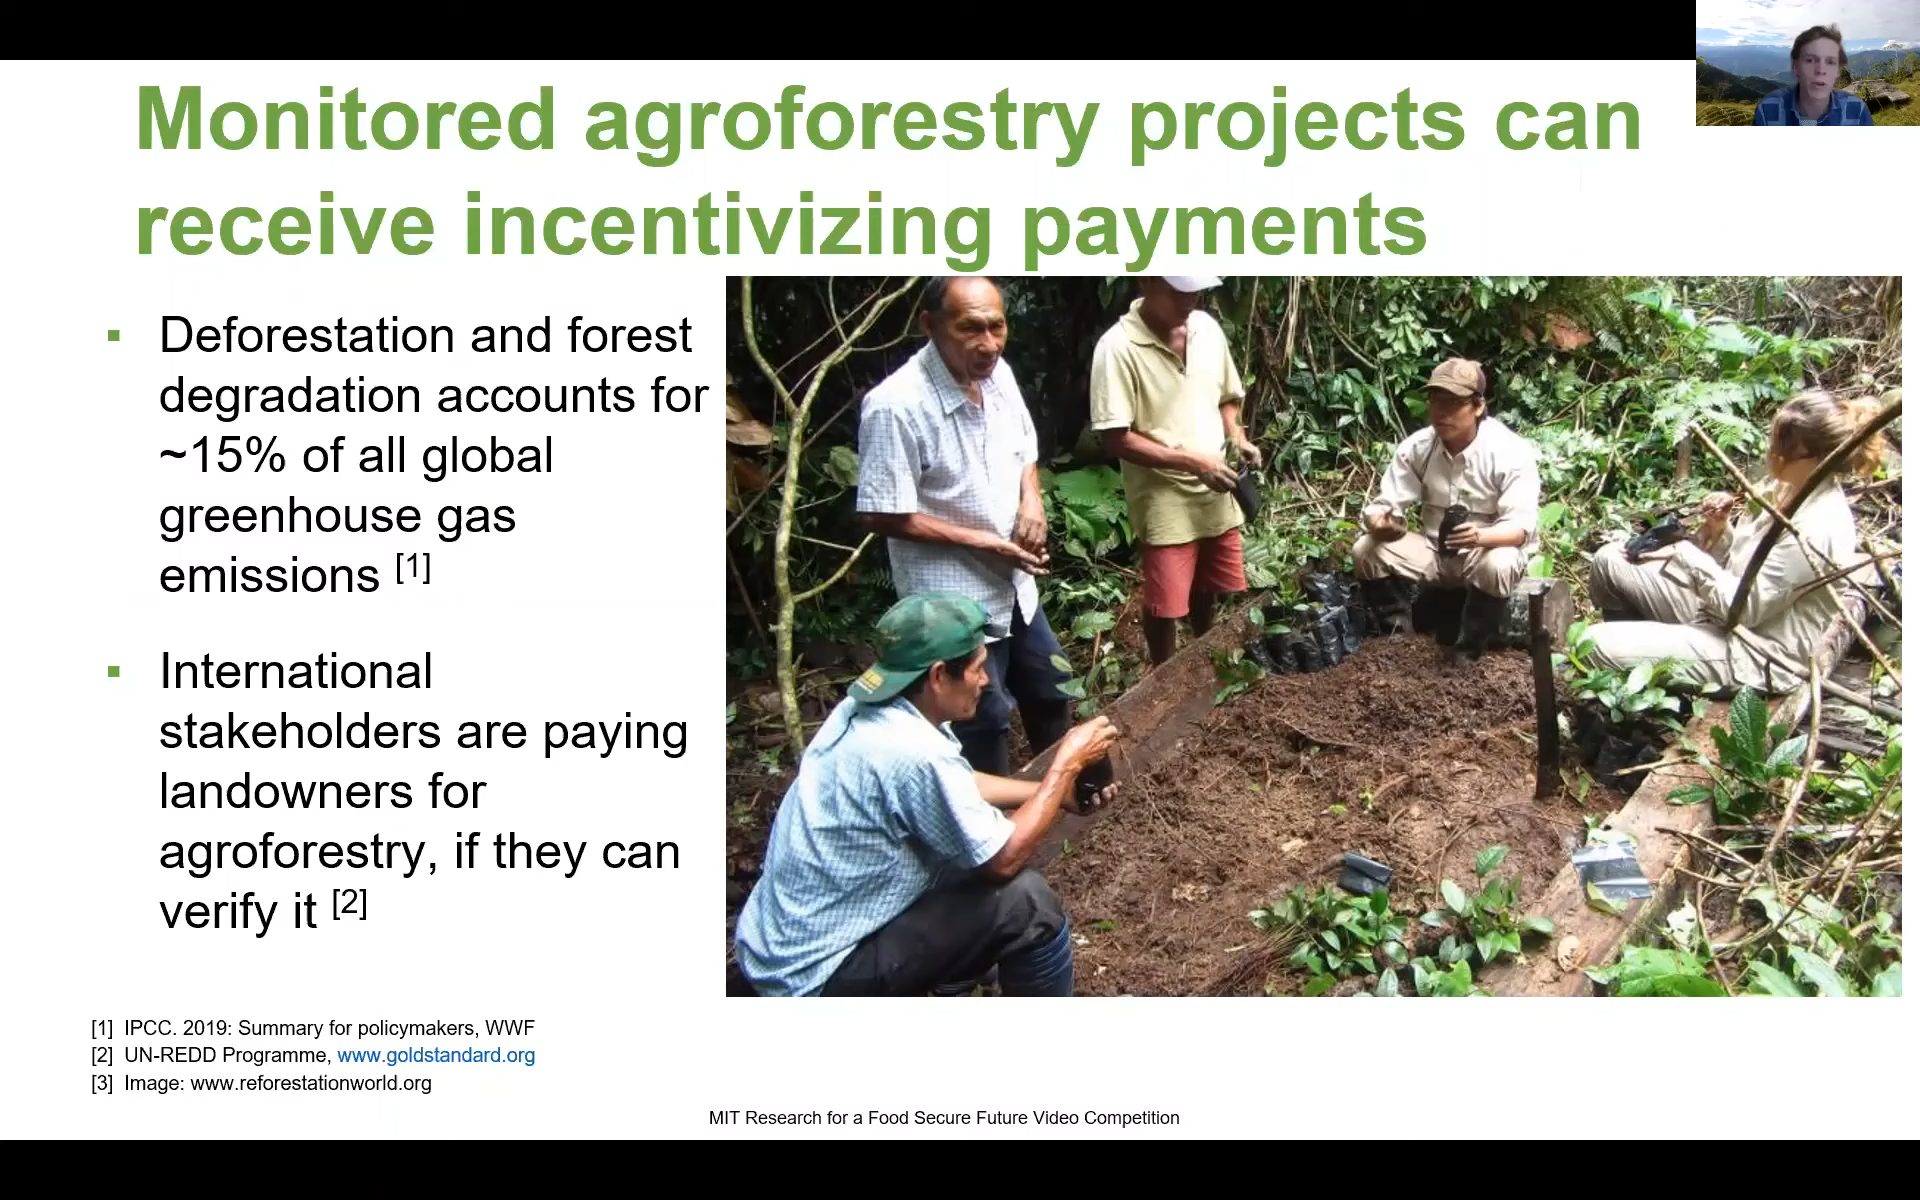 Monitored agroforestry projects can
receive incentivizing payments
▪ Deforestation and forest
degradation accounts for
~15% of all global
greenhouse gas
emissions [1]
▪ International
stakeholders are paying
landowners for
agroforestry, if they can
verify it [2]
[1] IPCC. 2019: Summary for policymakers, WWF
[2] UN-REDD Programme, www.goldstandard.org
[3] Image: www.reforestationworld.org
MIT Research for a Food Secure Future Video Competition